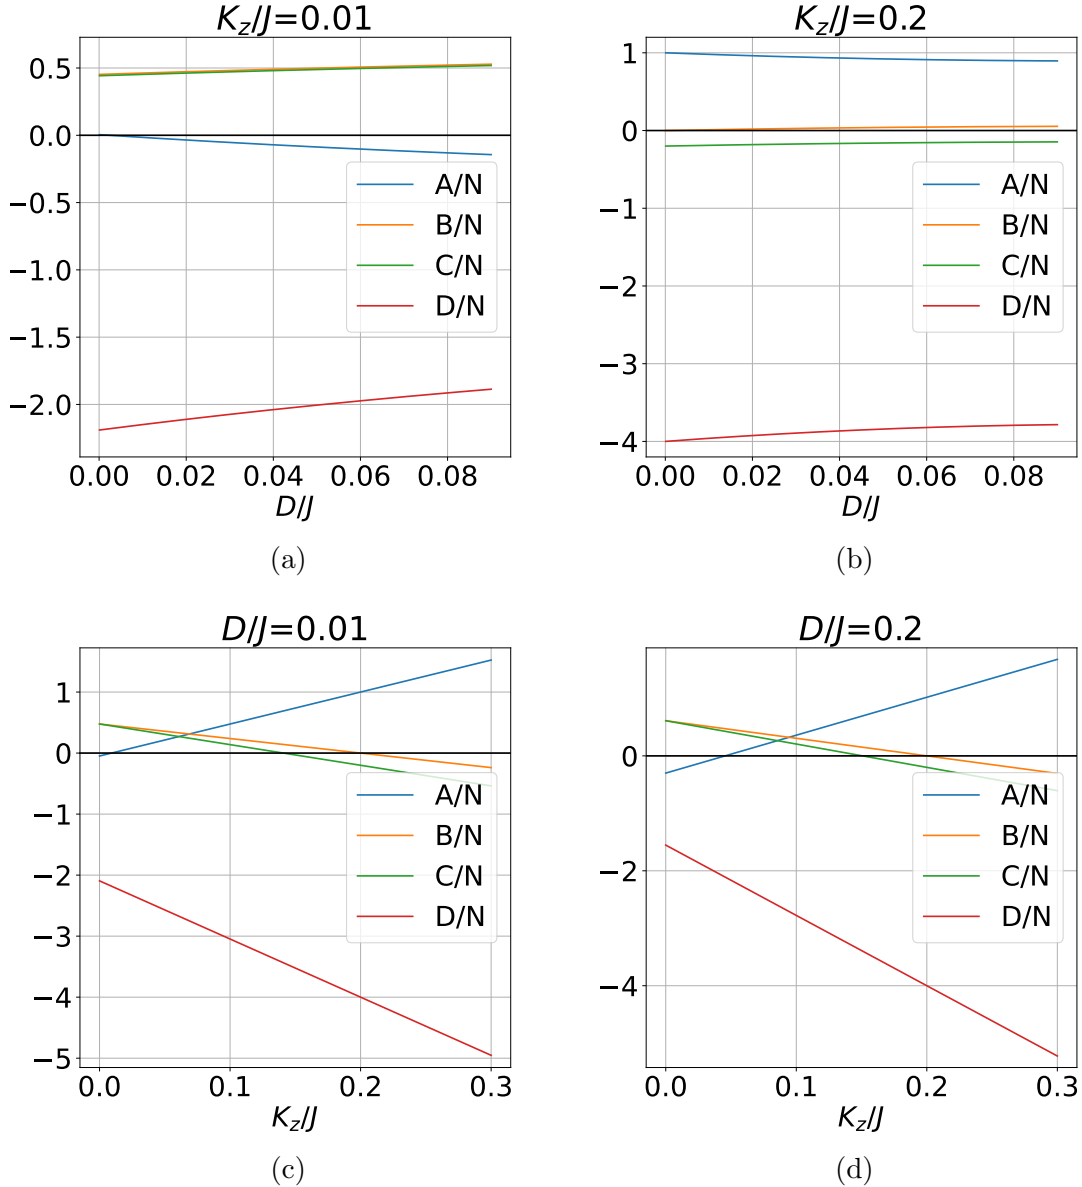 K_z/J=0.01
0.5
0.0
−0.5
−1.0
−1.5
−2.0
A/N
B/N
C/N
D/N
0.00 0.02 0.04 0.06 0.08
D/J
(a)
K_z/J=0.2
1
0
−1
−2
−3
−4
A/N
B/N
C/N
D/N
0.00 0.02 0.04 0.06 0.08
D/J
(b)
D/J=0.01
1
0
−1
−2
−3
−4
−5
A/N
B/N
C/N
D/N
0.0 0.1 0.2 0.3
K_z/J
(c)
D/J=0.2
0
−2
−4
A/N
B/N
C/N
D/N
0.0 0.1 0.2 0.3
K_z/J
(d)